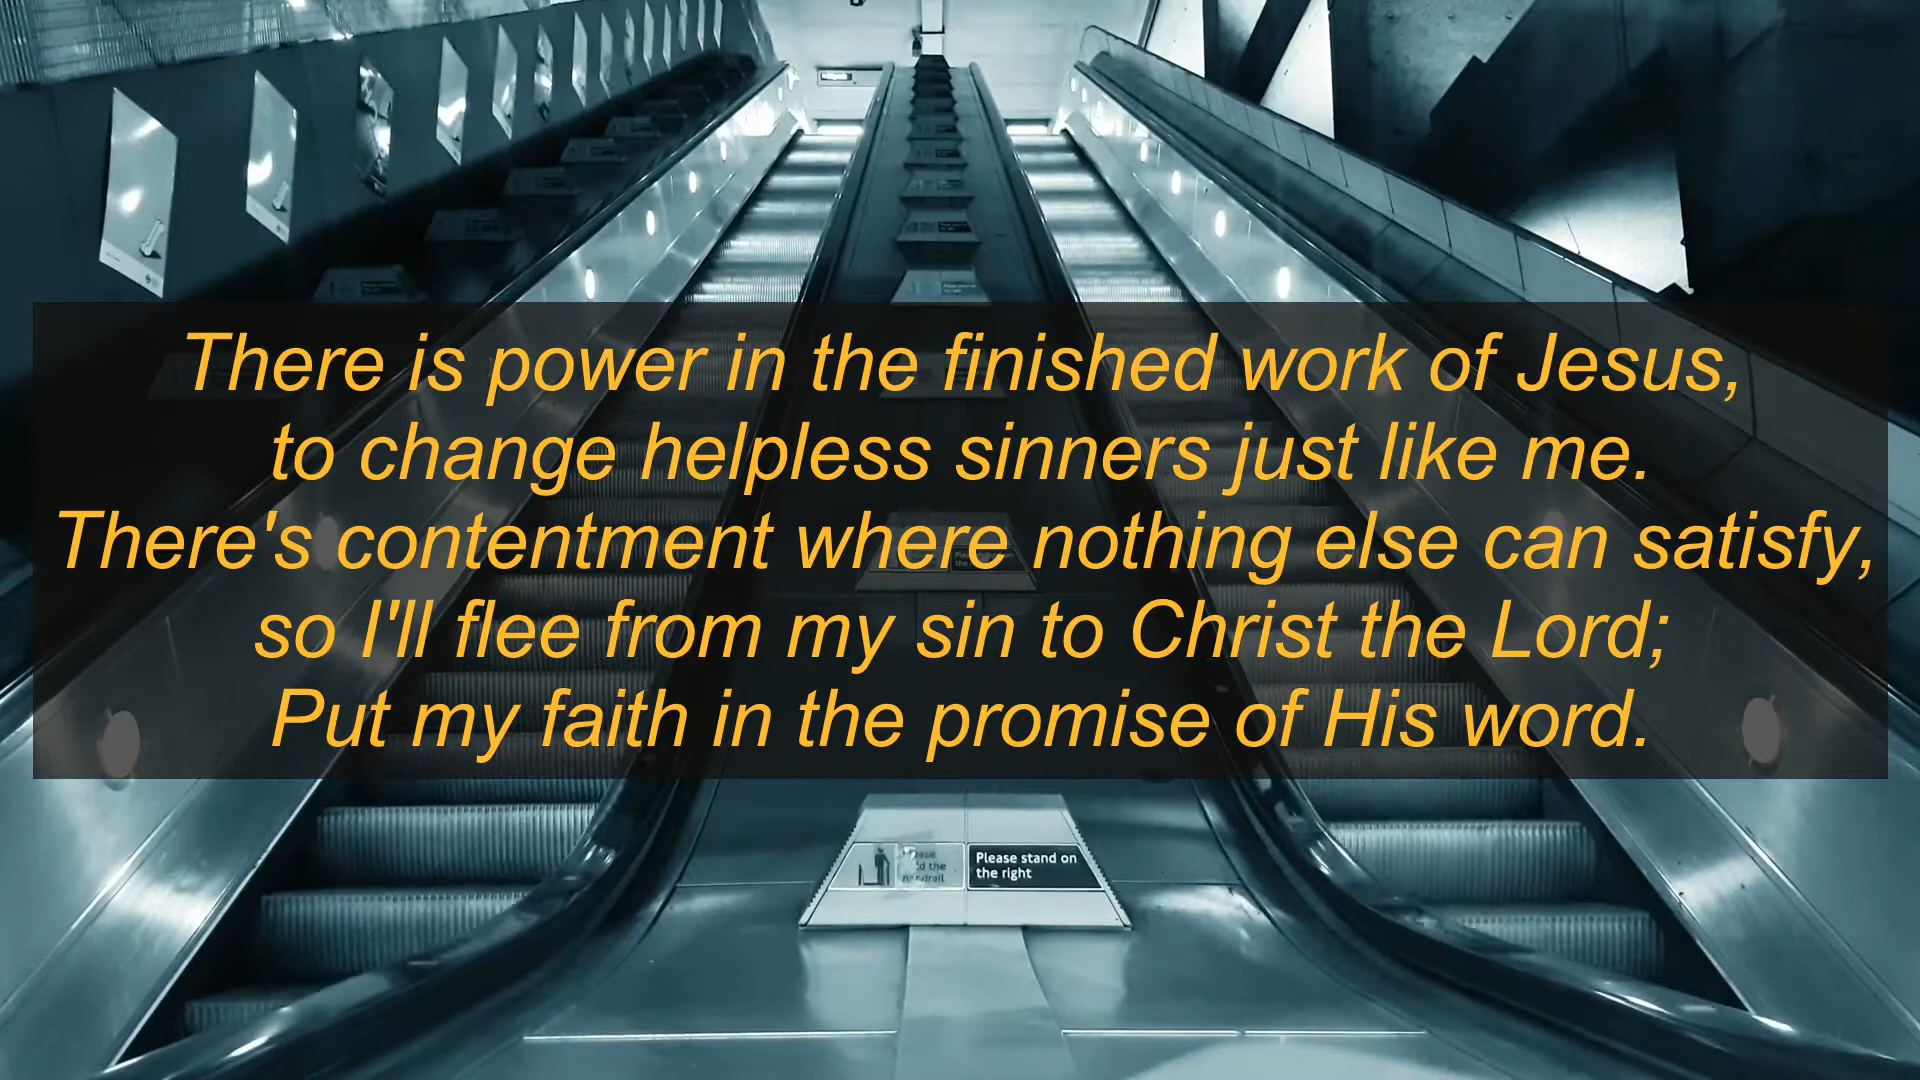 There is power in the finished work of Jesus,
to change helpless sinners just like me.
There's contentment where nothing else can satisfy,
so I'll flee from my sin to Christ the Lord;
Put my faith in the promise of His word.
Please stand on
the right